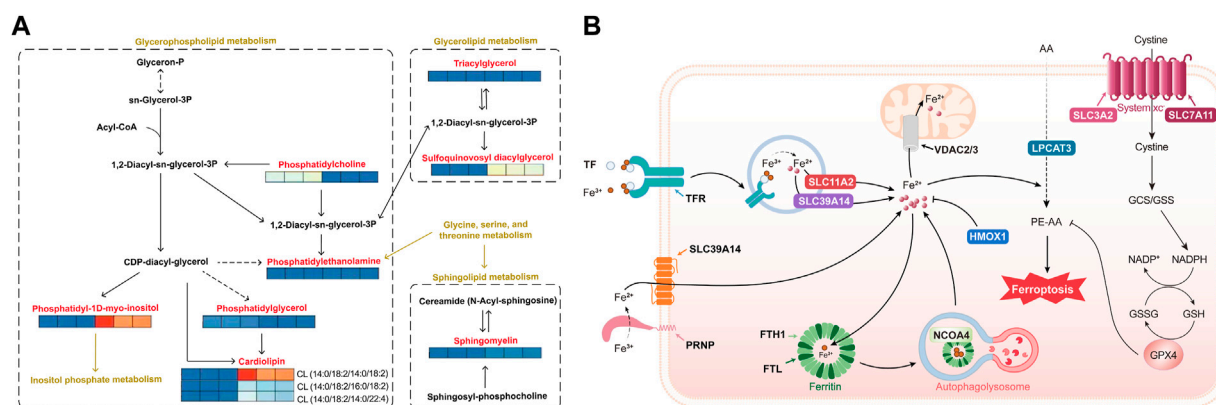 A
Glycerophospholipid metabolism
Glyceron-P
sn-Glycerol-3P
Acyl-CoA
1,2-Diacyl-sn-glycerol-3P
Phosphatidylcholine
1,2-Diacyl-sn-glycerol-3P
CDP-diacyl-glycerol
Phosphatidylethanolamine
Phosphatidyl-1D-myo-inositol
Phosphatidylglycerol
Cardiolipin
CL (14:0/18:2/14:0/18:2)
CL (14:0/18:2/16:0/18:2)
CL (14:0/18:2/14:0/22:4)
Inositol phosphate metabolism
Glycerolipid metabolism
Triacylglycerol
1,2-Diacyl-sn-glycerol-3P
Sulfoquinovosyl diacylglycerol
Glycine, serine, and
threonine metabolism
Sphingolipid metabolism
Cereamide (N-Acyl-sphingosine)
Sphingomyelin
Sphingosyl-phosphocholine
B
TF
Fe³⁺
TFR
Fe³⁺
Fe²⁺
SLC11A2
SLC39A14
Fe²⁺
VDAC2/3
Fe²⁺
HMOX1
SLC39A14
Fe²⁺
Fe³⁺
PRNP
FTH1
FTL
Fe³⁺
Ferritin
NCOA4
Autophagolysosome
AA
LPCAT3
PE-AA
Ferroptosis
Cystine
System xc⁻
SLC3A2
SLC7A11
Cystine
GCS/GSS
NADP⁺
NADPH
GSSG
GSH
GPX4